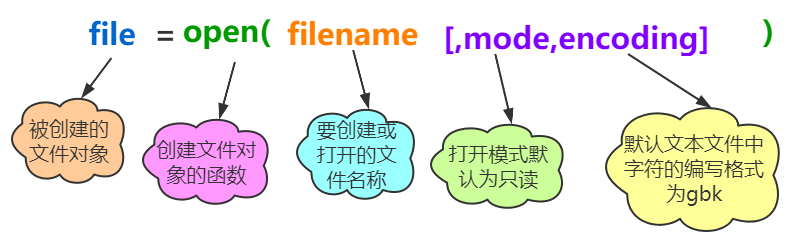 file = open( filename [,mode,encoding] )
被创建的
文件对象
创建文件对
象的函数
要创建或
打开的文
件名称
打开模式默
认为只读
默认文本文件中
字符的编写格式
为gbk